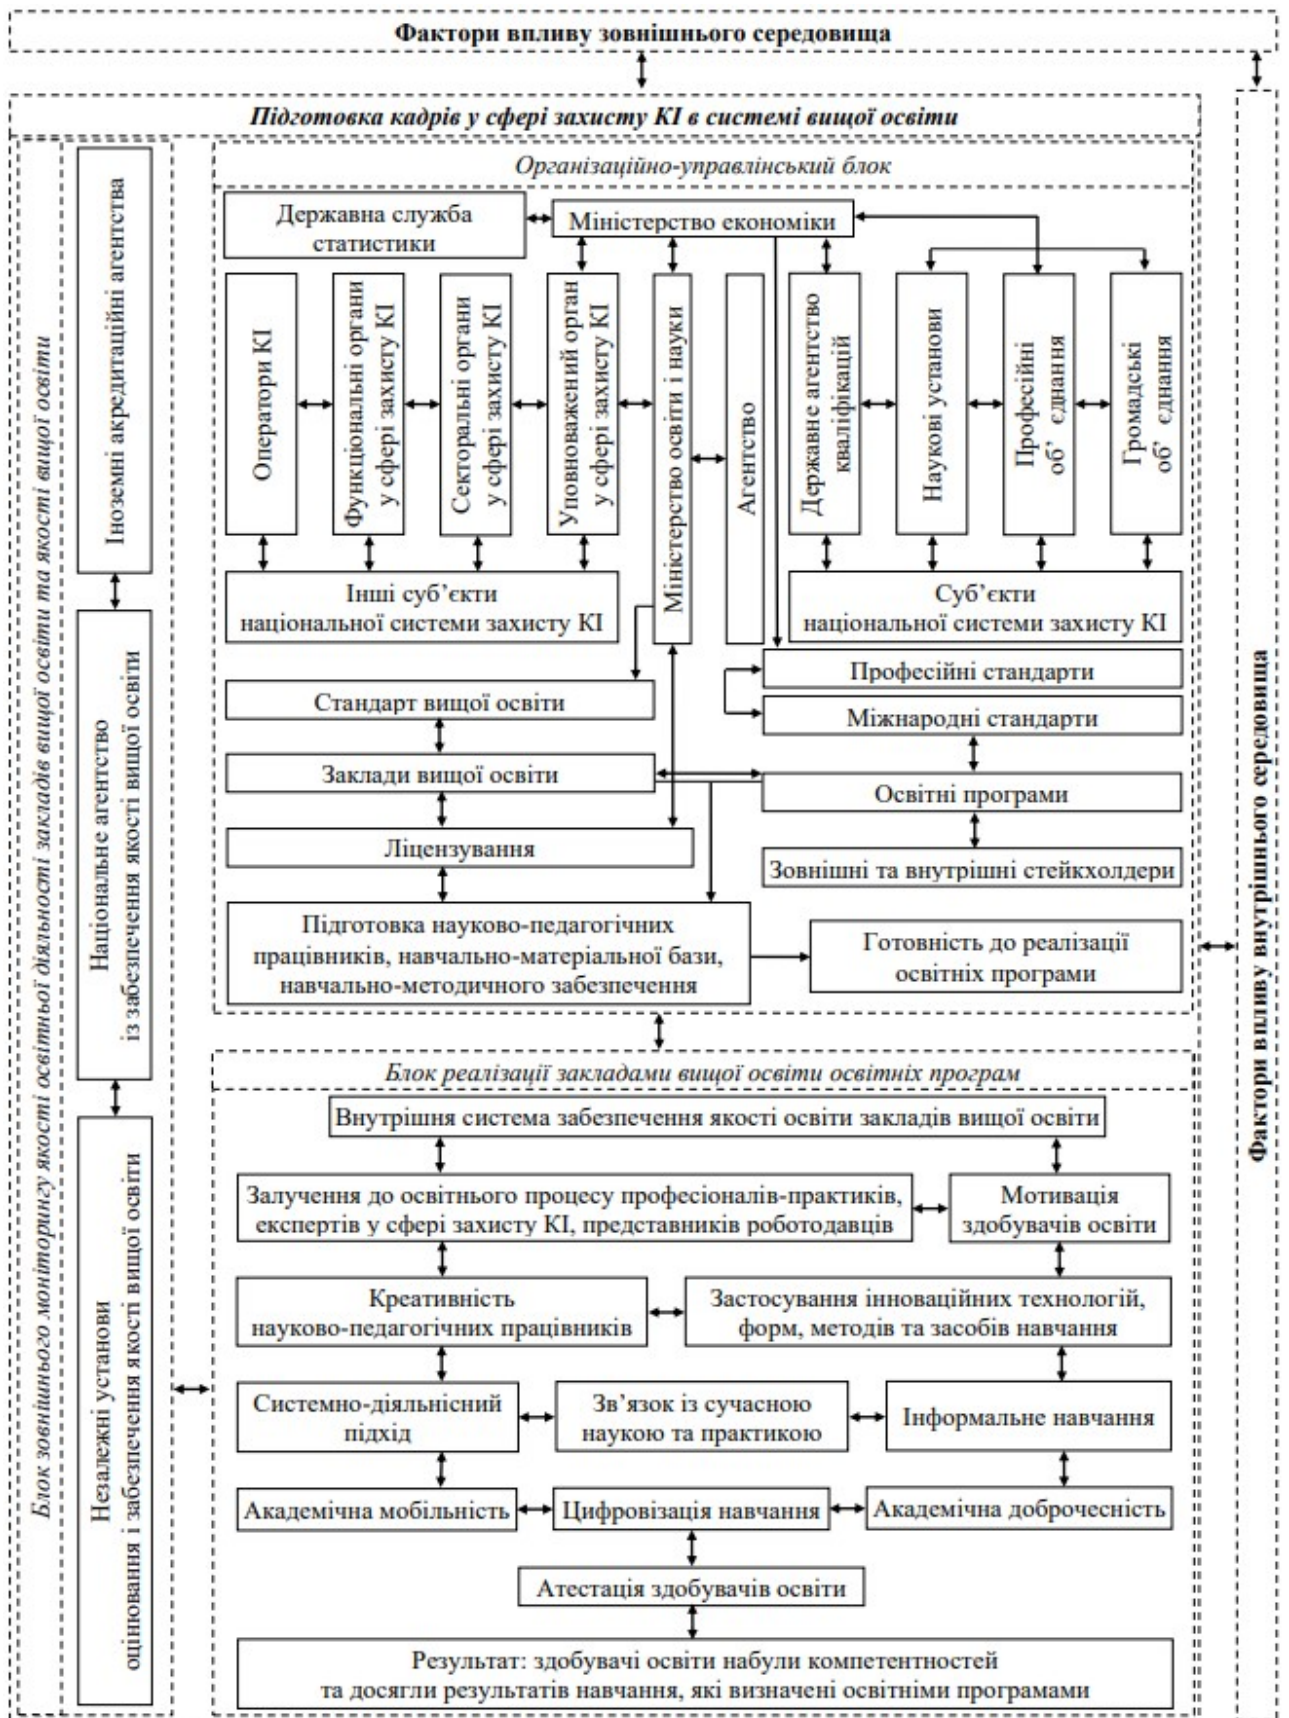 Фактори впливу зовнішнього середовища
Підготовка кадрів у сфері захисту КІ в системі вищої освіти
Блок зовнішнього моніторингу якості освітньої діяльності закладів вищої освіти та якості вищої освіти
Іноземні акредитаційні агентства
Національне агентство
із забезпечення якості вищої освіти
Незалежні установи
оцінювання і забезпечення якості вищої освіти
Організаційно-управлінський блок
Державна служба
статистики
Міністерство економіки
Оператори КІ
Функціональні органи
у сфері захисту КІ
Секторальні органи
у сфері захисту КІ
Уповноважений орган
у сфері захисту КІ
Міністерство освіти і науки
Агентство
Державне агентство
кваліфікацій
Наукові установи
Професійні
об’ єднання
Громадські
об’ єднання
Інші суб’єкти
національної системи захисту КІ
Суб’єкти
національної системи захисту КІ
Професійні стандарти
Стандарт вищої освіти
Міжнародні стандарти
Заклади вищої освіти
Освітні програми
Ліцензування
Зовнішні та внутрішні стейкхолдери
Підготовка науково-педагогічних
працівників, навчально-матеріальної бази,
навчально-методичного забезпечення
Готовність до реалізації
освітніх програми
Блок реалізації закладами вищої освіти освітніх програм
Внутрішня система забезпечення якості освіти закладів вищої освіти
Залучення до освітнього процесу професіоналів-практиків,
експертів у сфері захисту КІ, представників роботодавців
Мотивація
здобувачів освіти
Креативність
науково-педагогічних працівників
Застосування інноваційних технологій,
форм, методів та засобів навчання
Системно-діяльнісний
підхід
Зв’язок із сучасною
наукою та практикою
Інформальне навчання
Академічна мобільність
Цифровізація навчання
Академічна доброчесність
Атестація здобувачів освіти
Результат: здобувачі освіти набули компетентностей
та досягли результатів навчання, які визначені освітніми програмами
Фактори впливу внутрішнього середовища